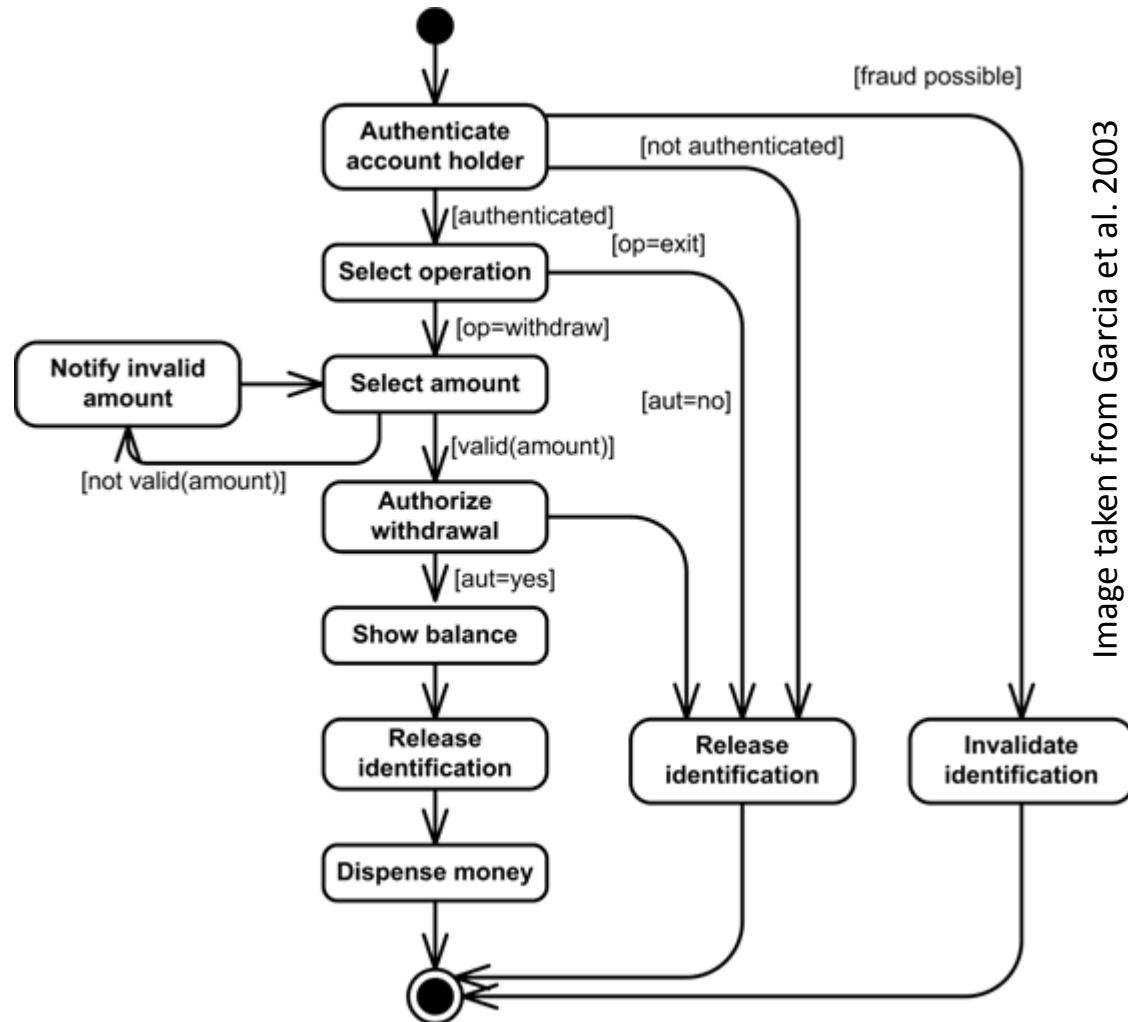 [fraud possible]
Authenticate
account holder
[not authenticated]
[authenticated]
[op=exit]
Select operation
[op=withdraw]
Notify invalid
amount
Select amount
[aut=no]
[valid(amount)]
[not valid(amount)]
Authorize
withdrawal
[aut=yes]
Show balance
Release
identification
Release
identification
Invalidate
identification
Dispense money
Image taken from Garcia et al. 2003